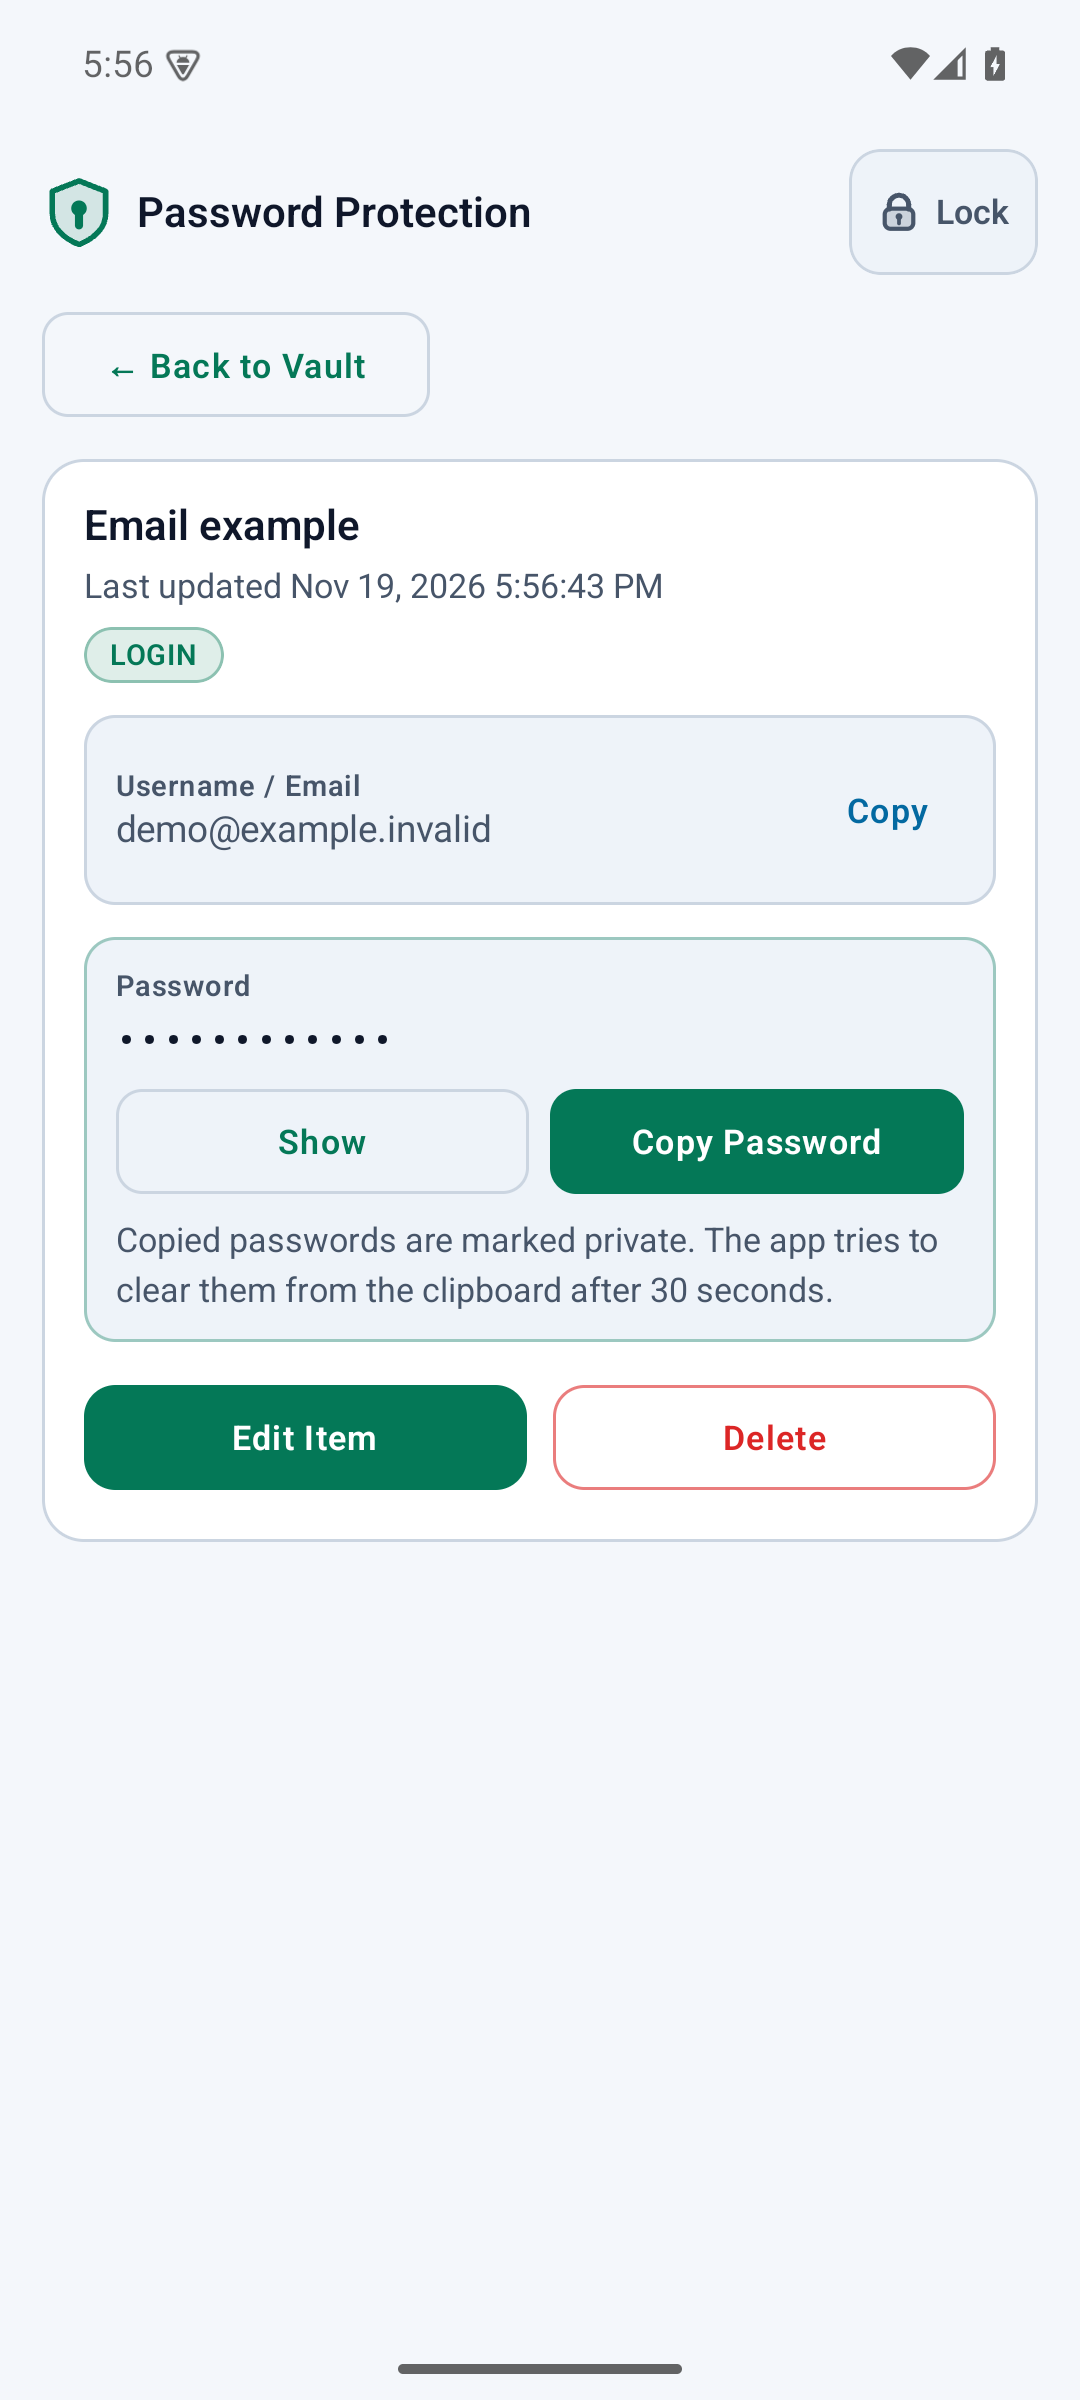 5:56
Password Protection
Lock
← Back to Vault
Email example
Last updated Nov 19, 2026 5:56:43 PM
LOGIN
Username / Email
demo@example.invalid
Copy
Password
••••••••••••
Show
Copy Password
Copied passwords are marked private. The app tries to
clear them from the clipboard after 30 seconds.
Edit Item
Delete